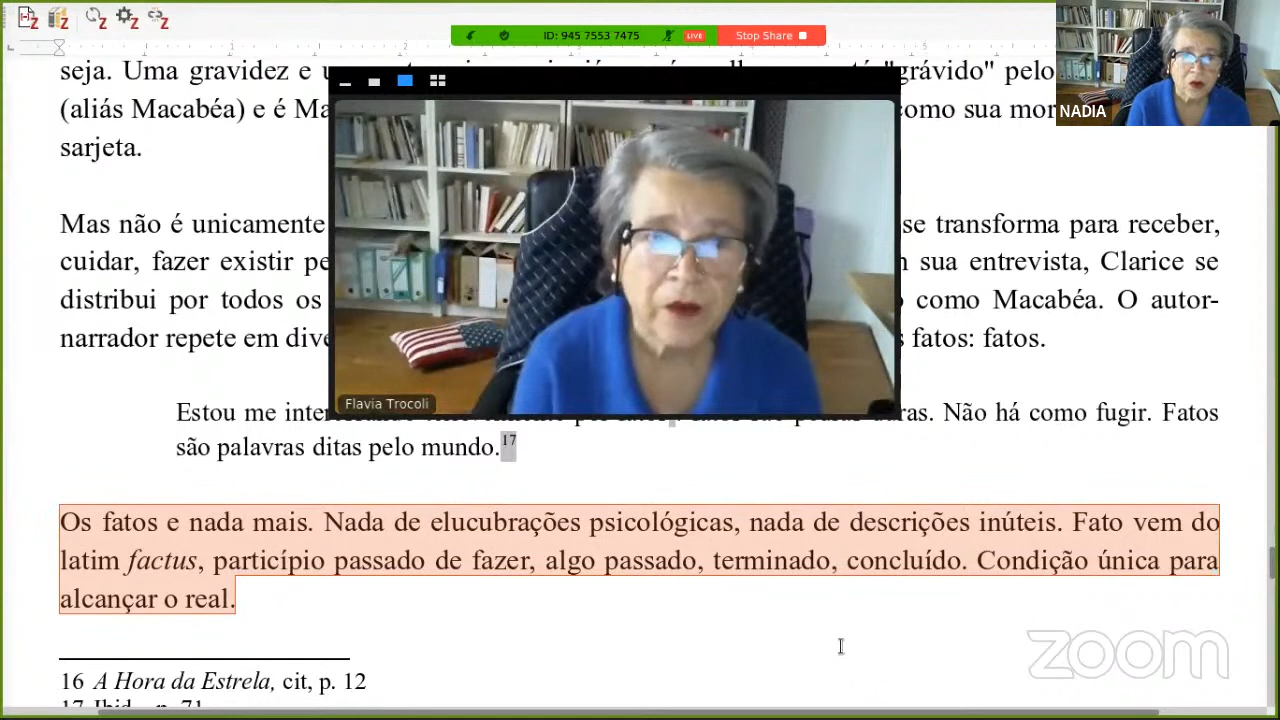 ID: 945 7553 7475
LIVE
Stop Share
NADIA
seja. Uma gravidez e "grávido" pelo
(aliás Macabéa) e é Ma como sua mor
sarjeta.
Mas não é unicamente se transforma para receber,
cuidar, fazer existir sua entrevista, Clarice se
distribui por todos os como Macabéa. O autor-
narrador repete em dive fatos: fatos.
Flavia Trocoli
Estou me Não há como fugir. Fatos
são palavras ditas pelo mundo.17
Os fatos e nada mais. Nada de elucubrações psicológicas, nada de descrições inúteis. Fato vem do
latim factus, particípio passado de fazer, algo passado, terminado, concluído. Condição única para
alcançar o real.
zoom
16 A Hora da Estrela, cit, p. 12
17 Ibid., p. 71